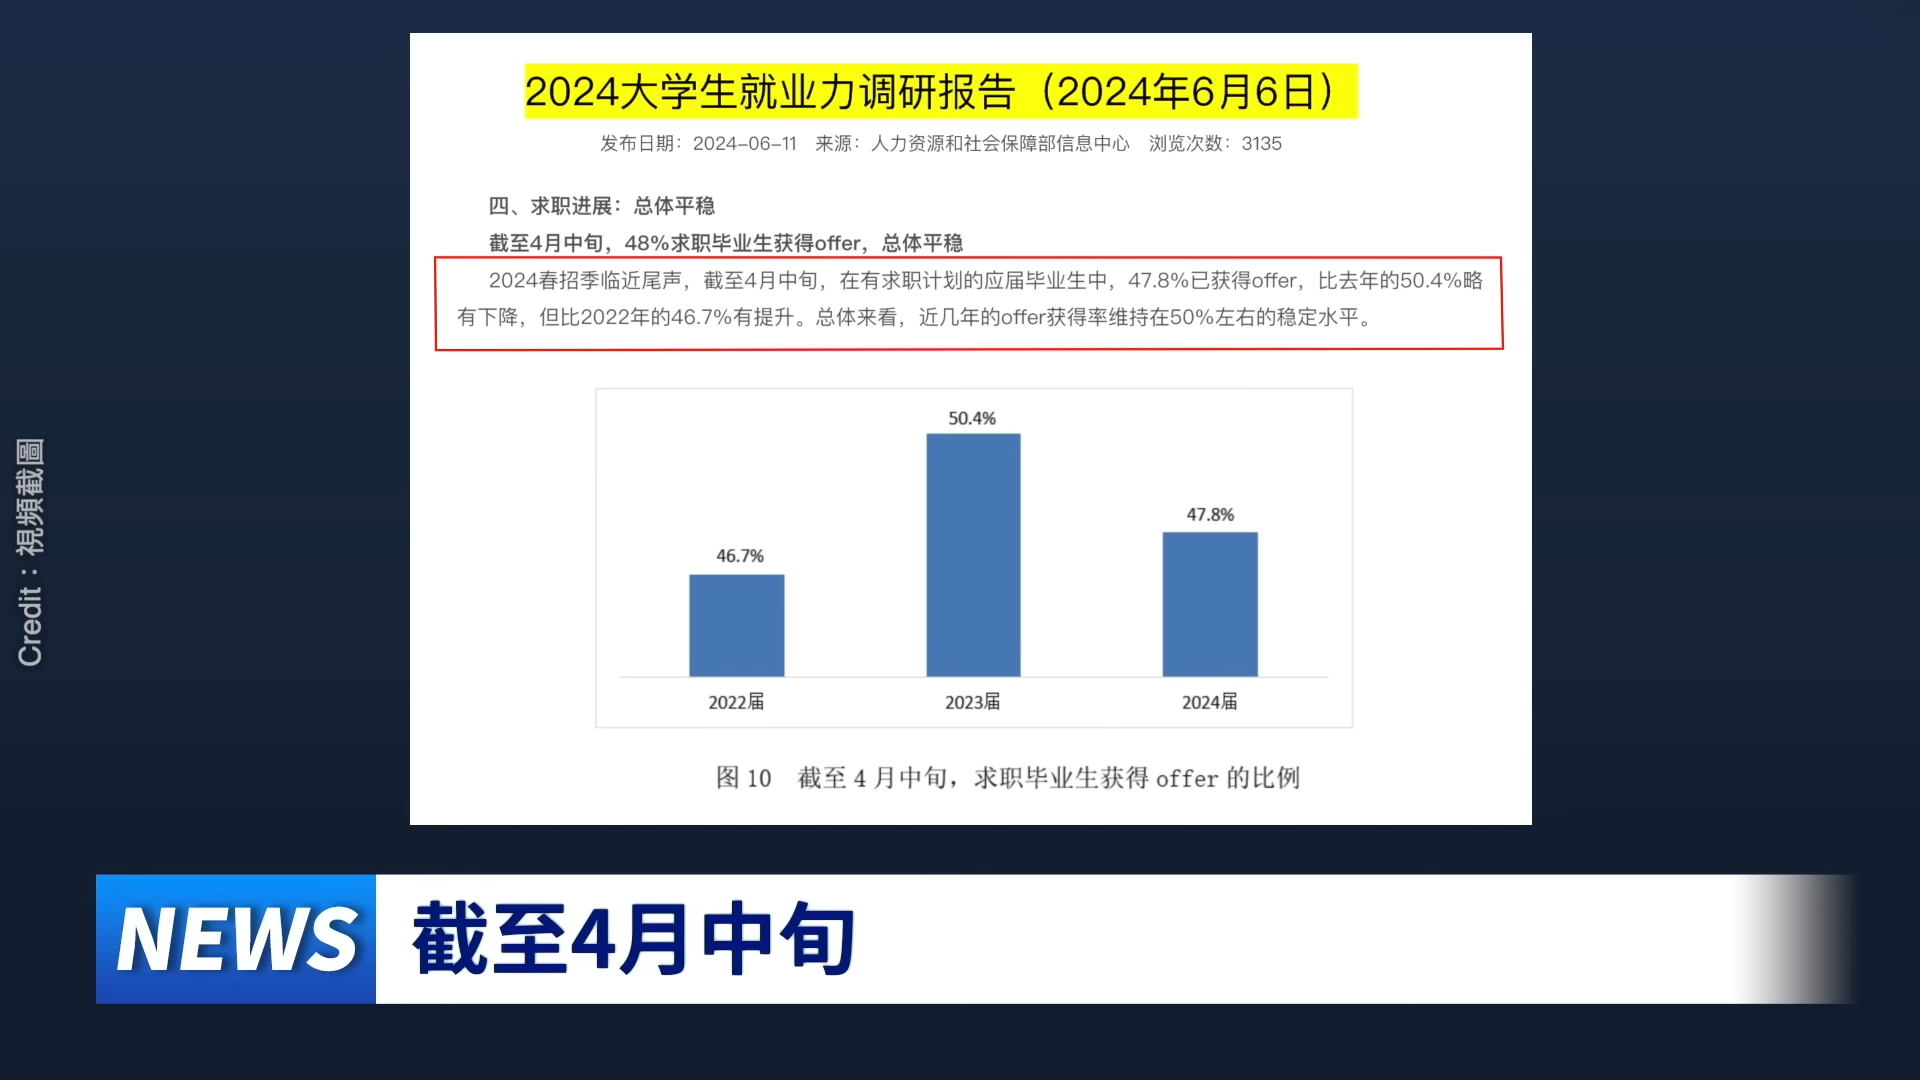 2024大学生就业力调研报告（2024年6月6日）
发布日期：2024-06-11 来源：人力资源和社会保障部信息中心 浏览次数：3135
四、求职进展：总体平稳
截至4月中旬，48%求职毕业生获得offer，总体平稳
2024春招季临近尾声，截至4月中旬，在有求职计划的应届毕业生中，47.8%已获得offer，比去年的50.4%略
有下降，但比2022年的46.7%有提升。总体来看，近几年的offer获得率维持在50%左右的稳定水平。
50.4%
47.8%
46.7%
2022届 2023届 2024届
图 10 截至 4 月中旬，求职毕业生获得 offer 的比例
Credit：視頻截圖
NEWS 截至4月中旬